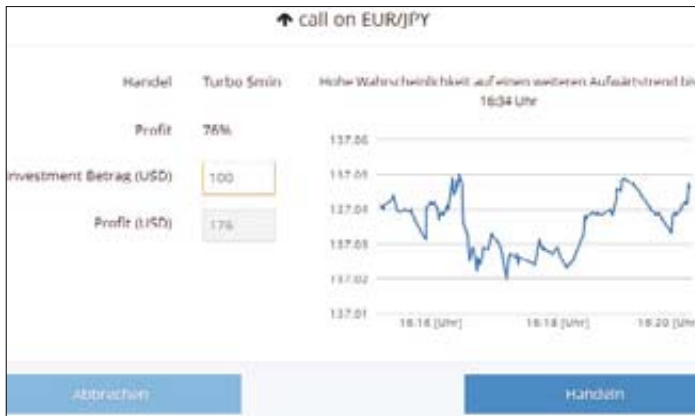 call on EUR/JPY
Handel Turbo 5min
Profit 76%
nvestment Betrag (USD) 100
Profit (USD) 176
Hohe Wahrscheinlichkeit auf einen weiteren Aufwärtstrend bis
16:34 Uhr
137.06
137.05
137.04
137.03
137.02
137.01
16:16 [Uhr] 16:18 [Uhr] 16:20 [Uhr
Abbrechen Handeln